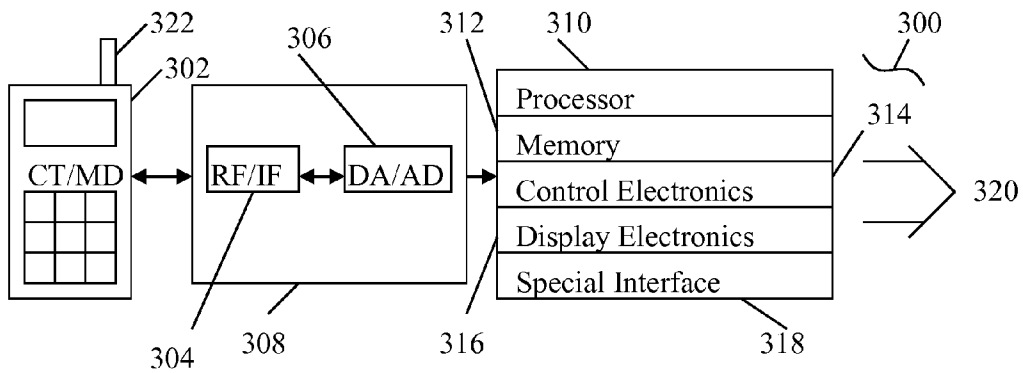 322
302
306
312
310
300
Processor
314
Memory
CT/MD
RF/IF
DA/AD
Control Electronics
320
Display Electronics
Special Interface
304
308
316
318